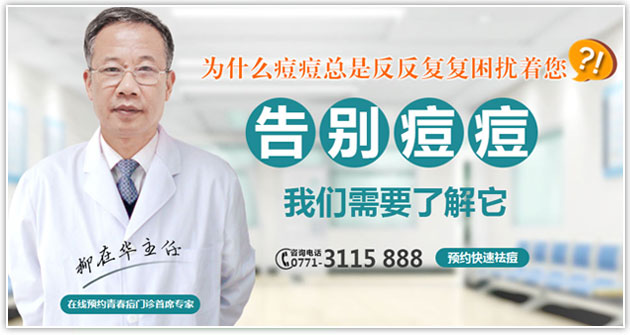 为什么痘痘总是反反复复困扰着您?!
告别痘痘
我们需要了解它
咨询电话
0771-3115 888
预约快速祛痘
柳在华主任
在线预约青春痘门诊首席专家